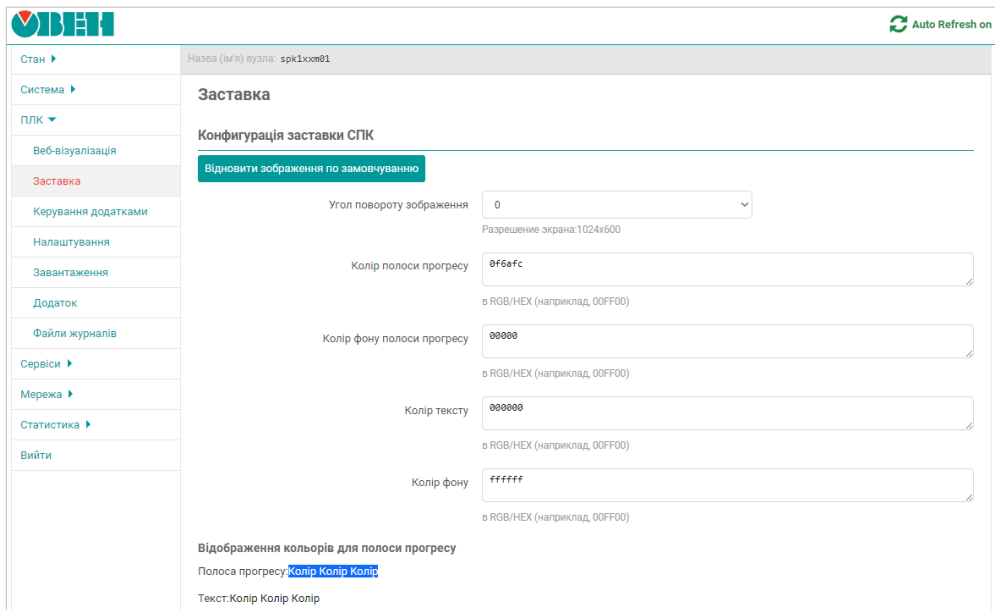 ОВЕН
Auto Refresh on
Стан
Назва (ім'я) вузла: spk1xxm01
Система
Заставка
ПЛК
Конфигурація заставки СПК
Веб-візуалізація
Відновити зображення по замовчуванню
Заставка
Угол повороту зображення 0
Керування додатками
Разрешение экрана:1024x600
Налаштування
Колір полоси прогресу 0f6afc
Завантаження
в RGB/HEX (наприклад, 00FF00)
Додаток
Файли журналів
Колір фону полоси прогресу 00000
Сервіси
в RGB/HEX (наприклад, 00FF00)
Мережа
Колір тексту 000000
Статистика
в RGB/HEX (наприклад, 00FF00)
Вийти
Колір фону ffffff
в RGB/HEX (наприклад, 00FF00)
Відображення кольорів для полоси прогресу
Полоса прогресу:Колір Колір Колір
Текст:Колір Колір Колір